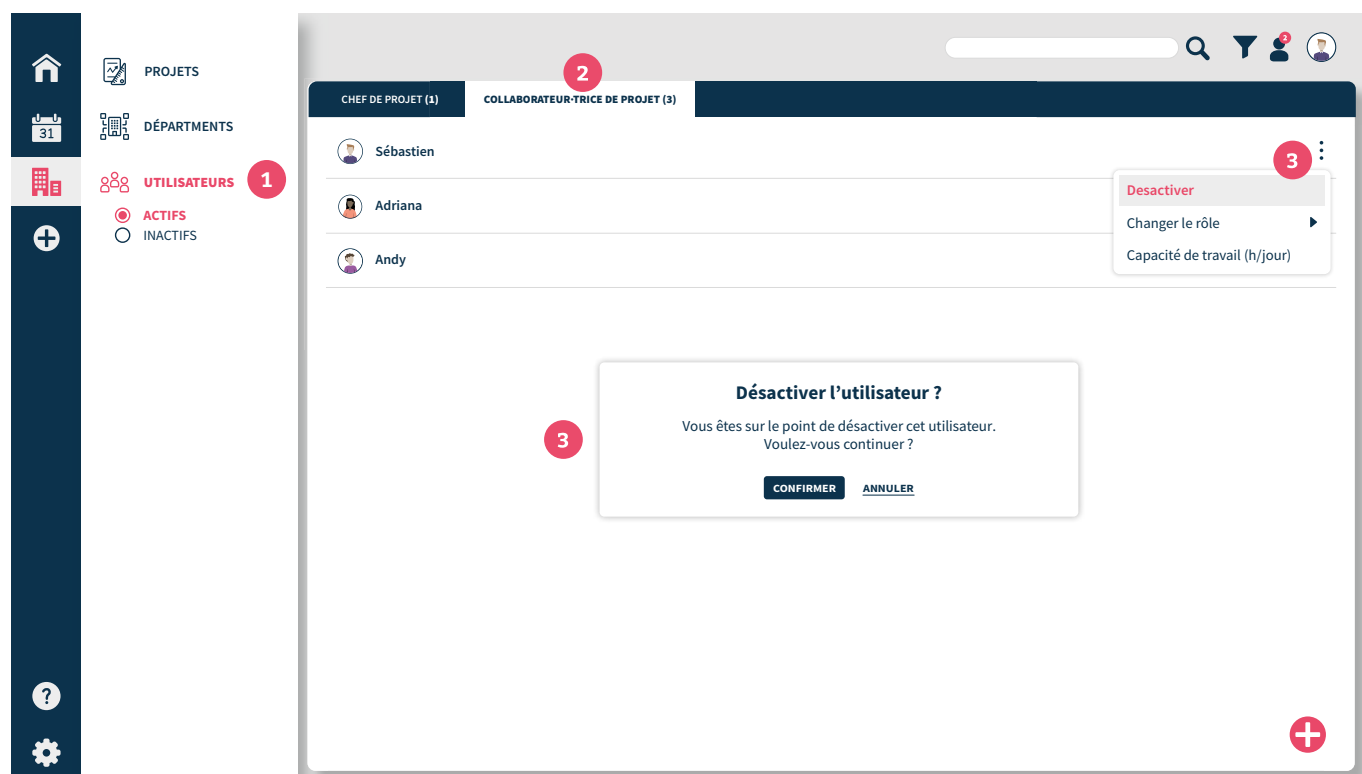 2
31
PROJETS
DÉPARTMENTS
UTILISATEURS
1
ACTIFS
INACTIFS
2
CHEF DE PROJET (1)
COLLABORATEUR·TRICE DE PROJET (3)
Sébastien
3
Adriana
Andy
Desactiver
Changer le rôle
Capacité de travail (h/jour)
Désactiver l’utilisateur ?
Vous êtes sur le point de désactiver cet utilisateur.
Voulez-vous continuer ?
3
CONFIRMER
ANNULER
?